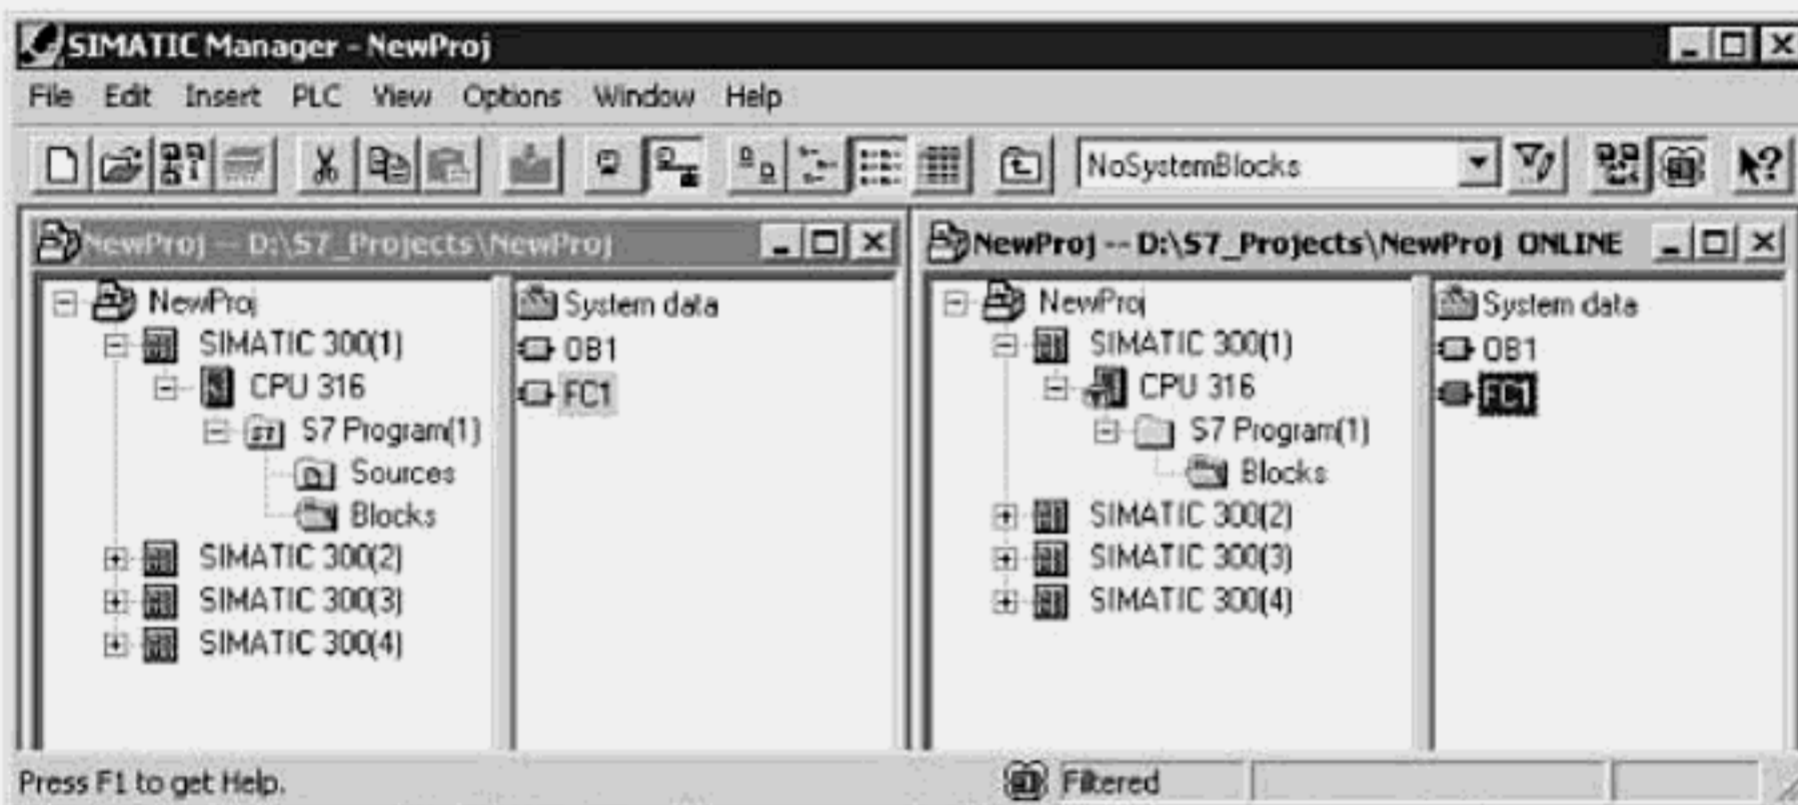 SIMATIC Manager - NewProj
File Edit Insert PLC View Options Window Help
NoSystemBlocks
NewProj -- D:\S7_Projects\NewProj
NewProj
SIMATIC 300(1)
CPU 316
S7 Program(1)
Sources
Blocks
SIMATIC 300(2)
SIMATIC 300(3)
SIMATIC 300(4)
System data
OB1
FC1
NewProj -- D:\S7_Projects\NewProj ONLINE
NewProj
SIMATIC 300(1)
CPU 316
S7 Program(1)
Blocks
SIMATIC 300(2)
SIMATIC 300(3)
SIMATIC 300(4)
System data
OB1
FC1
Press F1 to get Help.
Filtered